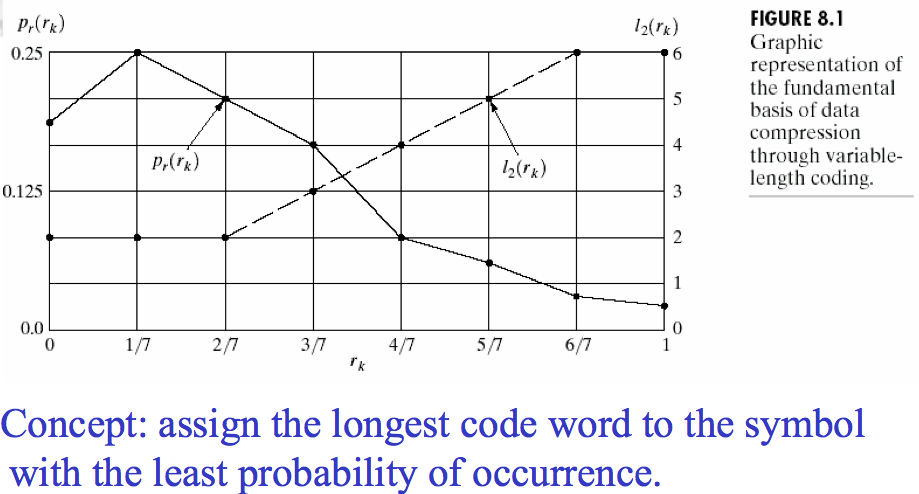 pᵣ(rₖ)
l₂(rₖ)
0.25
6
5
4
pᵣ(rₖ)
l₂(rₖ)
0.125
3
2
1
0.0
0
0
1/7
2/7
3/7
4/7
5/7
6/7
1
rₖ
FIGURE 8.1
Graphic
representation of
the fundamental
basis of data
compression
through variable-
length coding.
Concept: assign the longest code word to the symbol
with the least probability of occurrence.